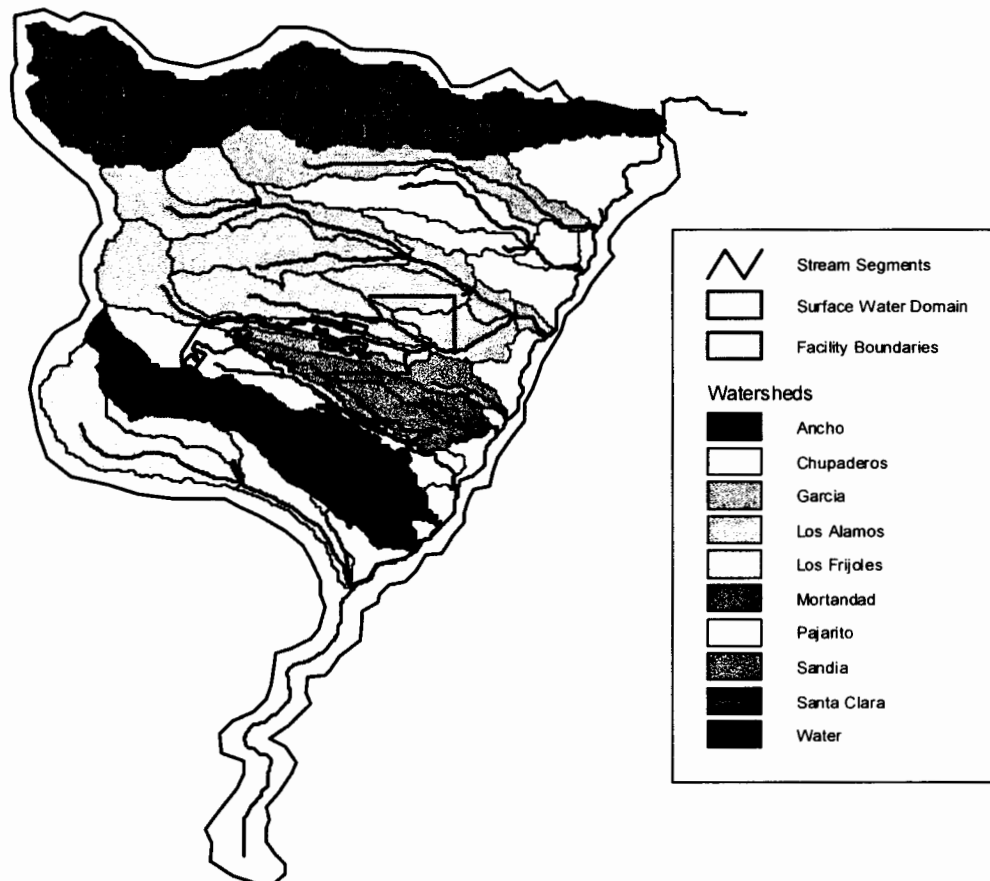 Stream Segments
Surface Water Domain
Facility Boundaries
Watersheds
Ancho
Chupaderos
Garcia
Los Alamos
Los Frijoles
Mortandad
Pajarito
Sandia
Santa Clara
Water